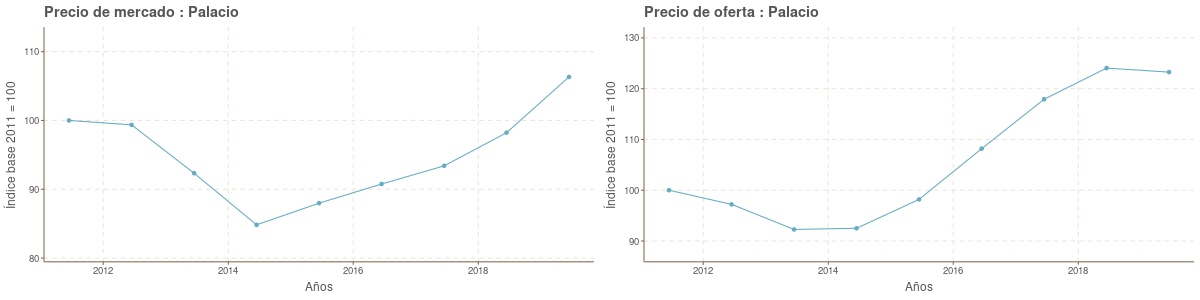 Precio de mercado : Palacio
Índice base 2011 = 100
110
100
90
80
2012
2014
2016
2018
Años
Precio de oferta : Palacio
Índice base 2011 = 100
130
120
110
100
90
2012
2014
2016
2018
Años